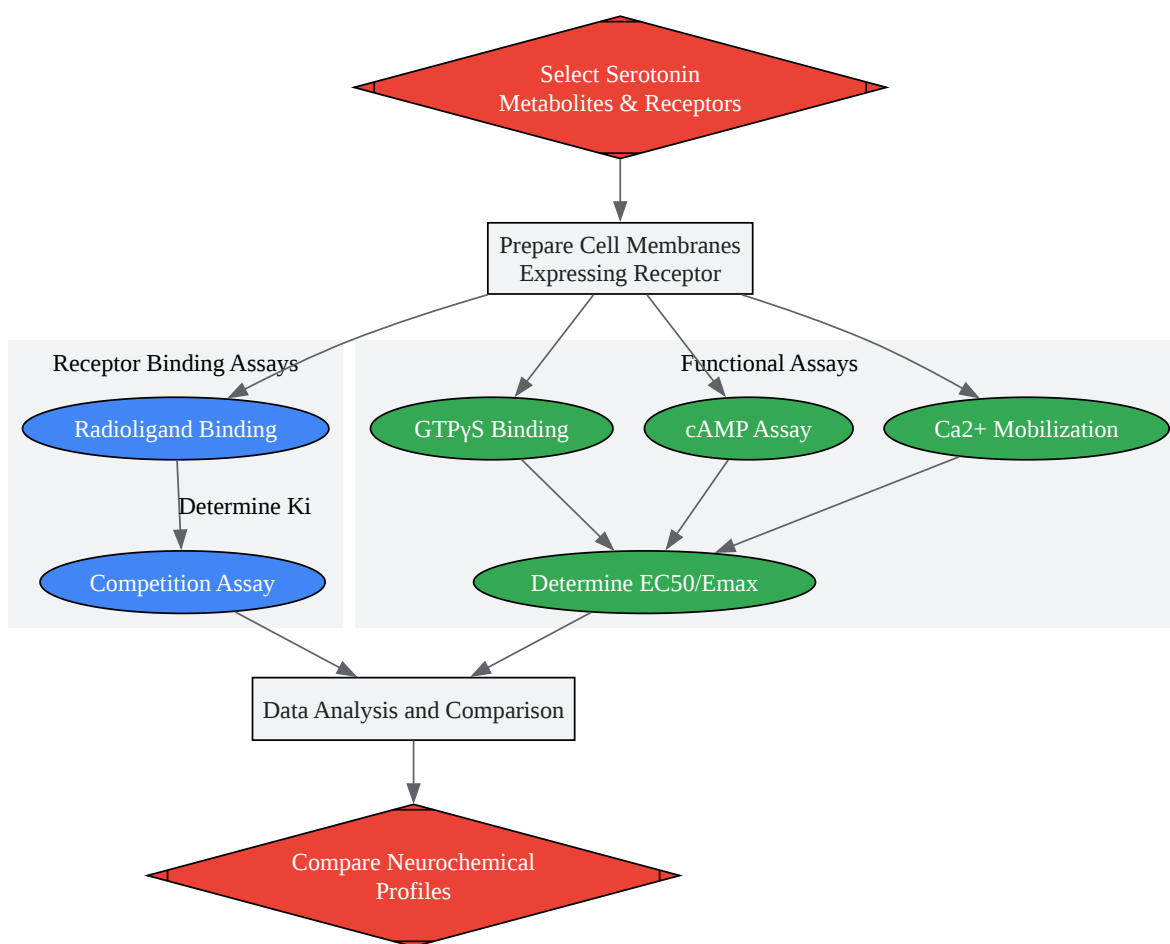 Select Serotonin
Metabolites & Receptors
Prepare Cell Membranes
Expressing Receptor
Receptor Binding Assays
Functional Assays
Radioligand Binding
GTPγS Binding
cAMP Assay
Ca2+ Mobilization
Determine Ki
Competition Assay
Determine EC50/Emax
Data Analysis and Comparison
Compare Neurochemical
Profiles